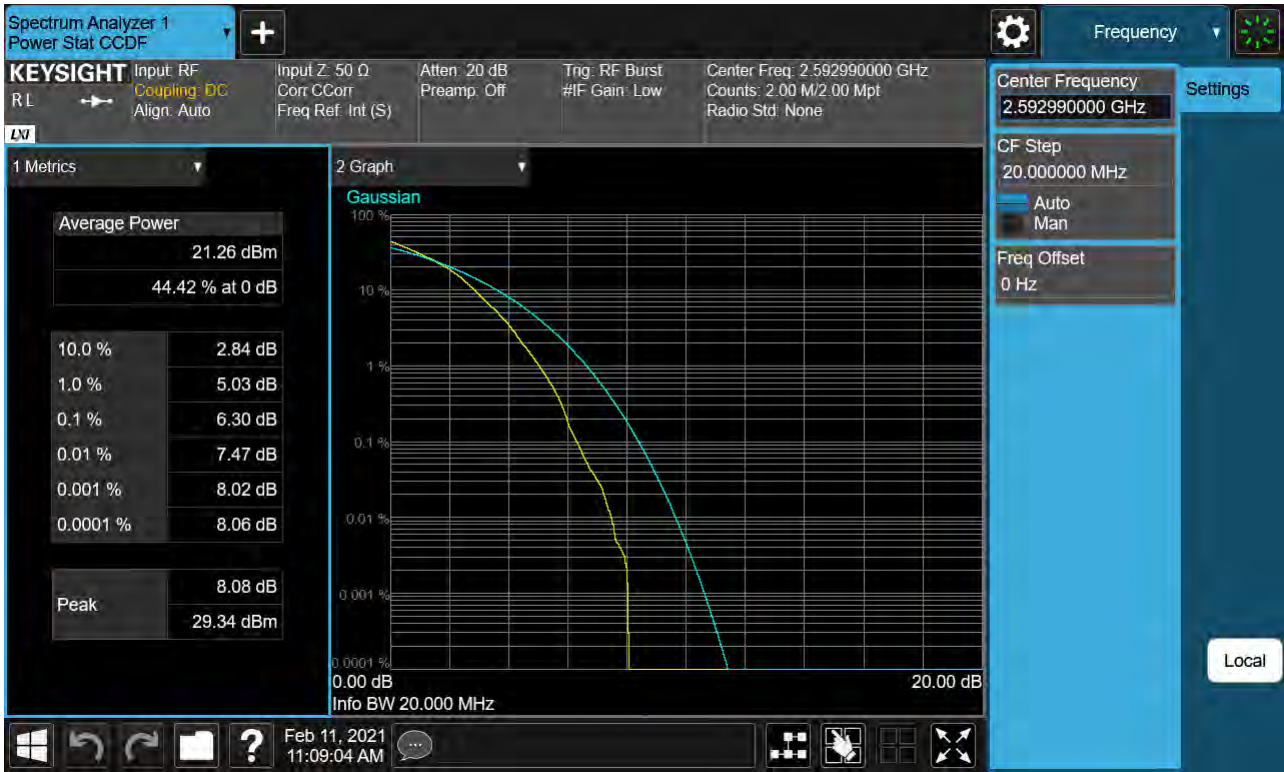 Spectrum Analyzer 1
Power Stat CCDF
Frequency
KEYSIGHT
RL
LXI
Input: RF
Coupling: DC
Align: Auto
Input Z: 50 Ω
Corr CCorr
Freq Ref: Int (S)
Atten: 20 dB
Preamp: Off
Trig: RF Burst
#IF Gain: Low
Center Freq: 2.592990000 GHz
Counts: 2.00 M/2.00 Mpt
Radio Std: None
Center Frequency
2.592990000 GHz
Settings
CF Step
20.000000 MHz
Auto
Man
Freq Offset
0 Hz
1 Metrics
Average Power
21.26 dBm
44.42 % at 0 dB
10.0 % 2.84 dB
1.0 % 5.03 dB
0.1 % 6.30 dB
0.01 % 7.47 dB
0.001 % 8.02 dB
0.0001 % 8.06 dB
Peak
8.08 dB
29.34 dBm
2 Graph
Gaussian
100 %
10 %
1 %
0.1 %
0.01 %
0.001 %
0.0001 %
0.00 dB 20.00 dB
Info BW 20.000 MHz
Local
Feb 11, 2021
11:09:04 AM